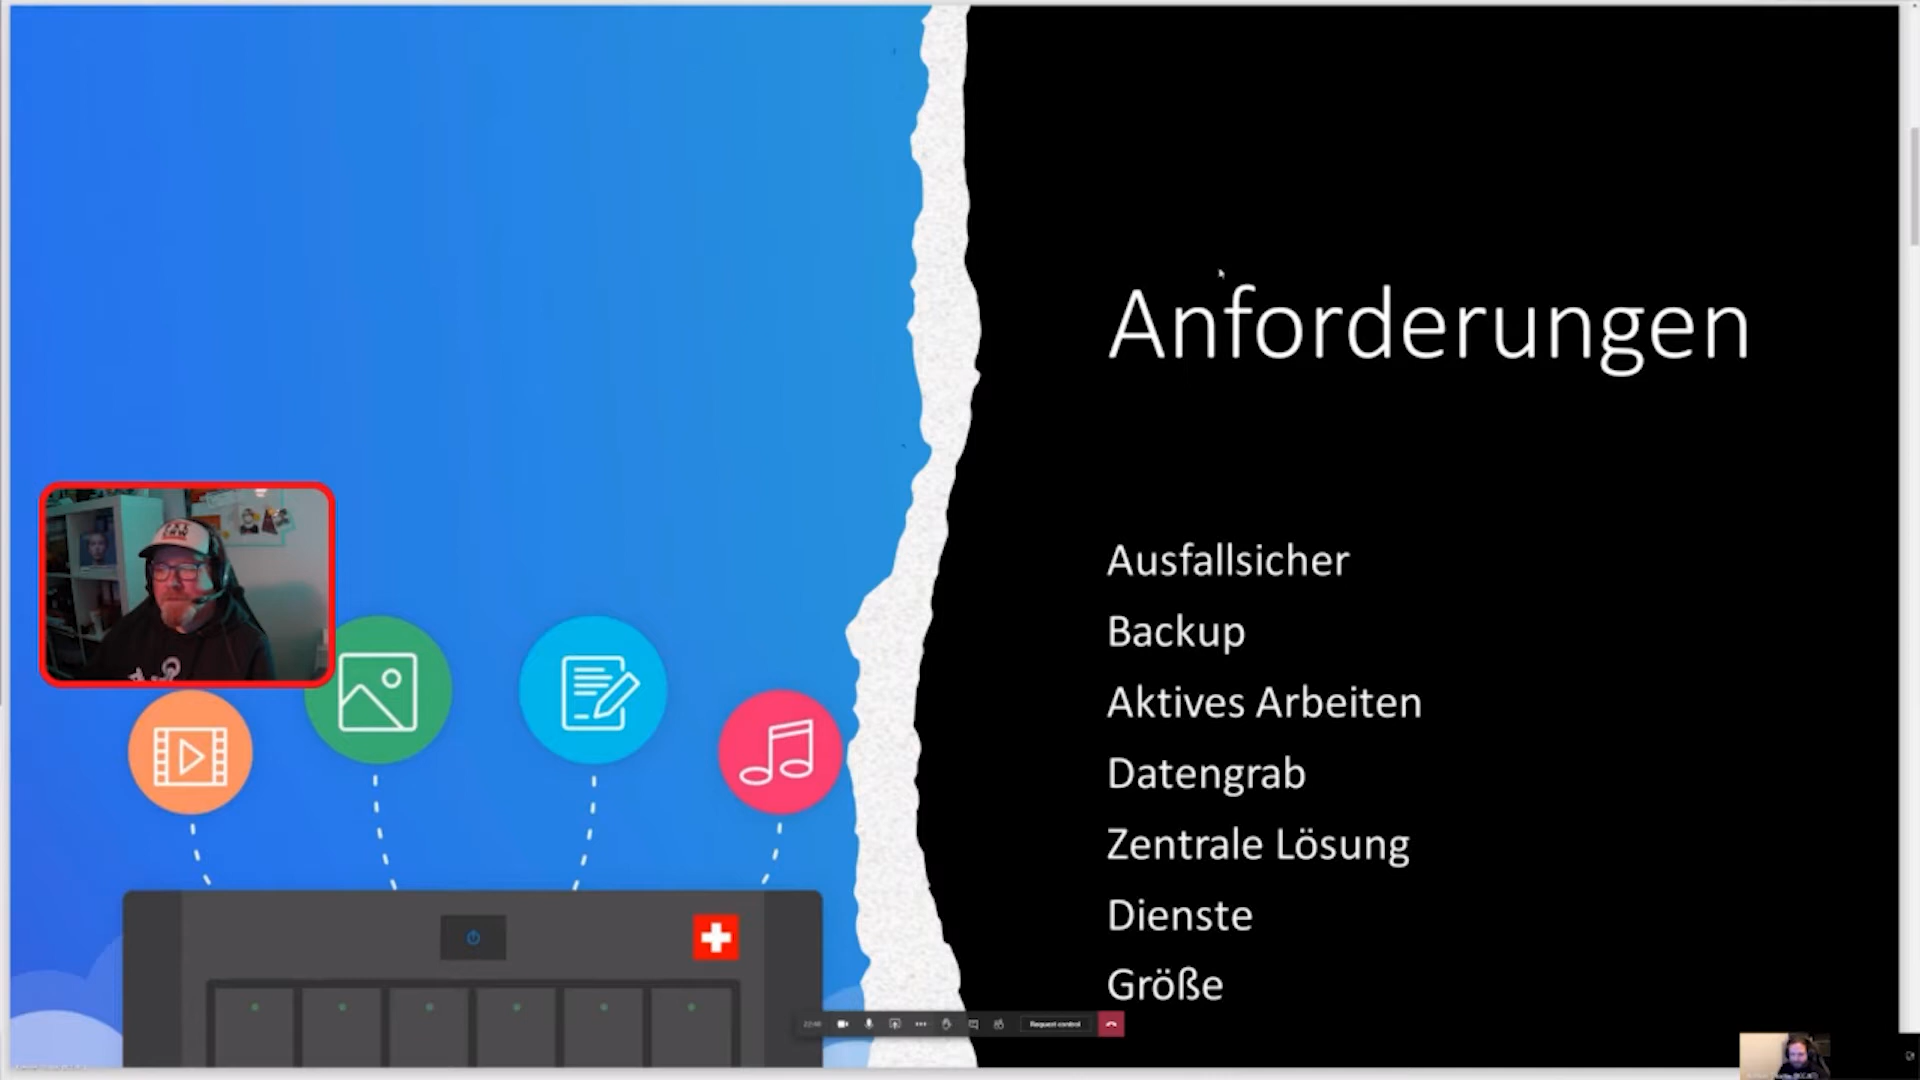 Anforderungen
Ausfallsicher
Backup
Aktives Arbeiten
Datengrab
Zentrale Lösung
Dienste
Größe
Request control